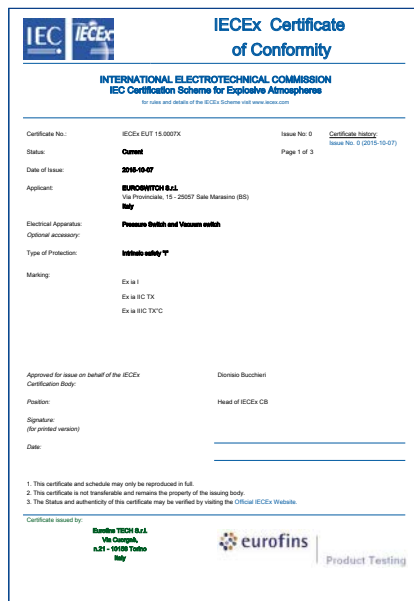 IEC IECEx
IECEx Certificate
of Conformity
INTERNATIONAL ELECTROTECHNICAL COMMISSION
IEC Certification Scheme for Explosive Atmospheres
for rules and details of the IECEx Scheme visit www.iecex.com
Certificate No.: IECEx EUT 15.0007X Issue No: 0 Certificate history:
Issue No. 0 (2015-10-07)
Status: Current Page 1 of 3
Date of Issue: 2015-10-07
Applicant: EUROSWITCH S.r.l.
Via Provinciale, 15 - 25057 Sale Marasino (BS)
Italy
Electrical Apparatus: Pressure Switch and Vacuum switch
Optional accessory:
Type of Protection: Intrinsic safety "i"
Marking:
Ex ia I
Ex ia IIC TX
Ex ia IIIC TX°C
Approved for issue on behalf of the IECEx Dionisio Bucchieri
Certification Body:
Position: Head of IECEx CB
Signature:
(for printed version)
Date:
1. This certificate and schedule may only be reproduced in full.
2. This certificate is not transferable and remains the property of the issuing body.
3. The Status and authenticity of this certificate may be verified by visiting the Official IECEx Website.
Certificate issued by:
Eurofins TECH S.r.l.
Via Cuorgnè,
n.21 - 10156 Torino
Italy
eurofins
Product Testing